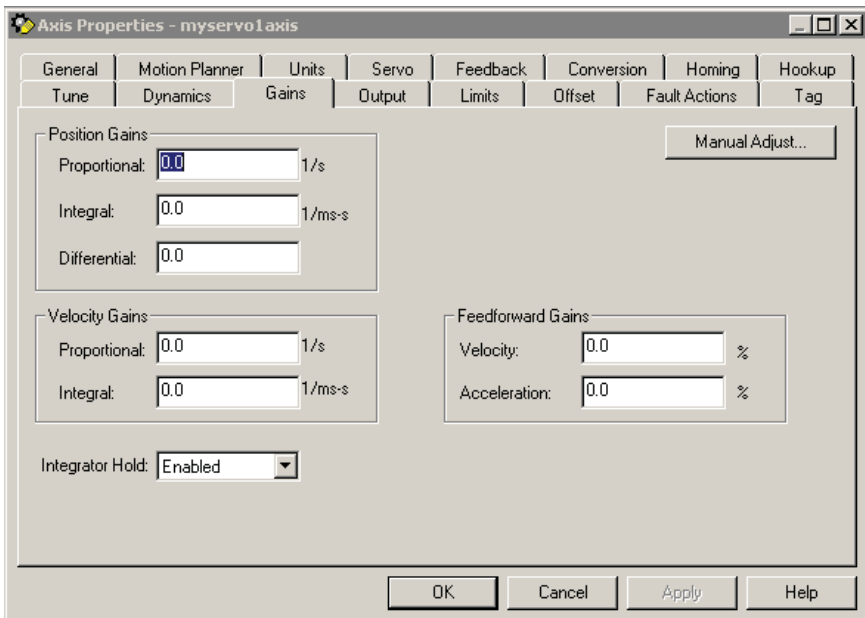 Axis Properties - myservo1axis
General Motion Planner Units Servo Feedback Conversion Homing Hookup
Tune Dynamics Gains Output Limits Offset Fault Actions Tag
Position Gains
Manual Adjust...
Proportional: 0.0 1/s
Integral: 0.0 1/ms-s
Differential: 0.0
Velocity Gains
Proportional: 0.0 1/s
Integral: 0.0 1/ms-s
Feedforward Gains
Velocity: 0.0 %
Acceleration: 0.0 %
Integrator Hold: Enabled
OK Cancel Apply Help